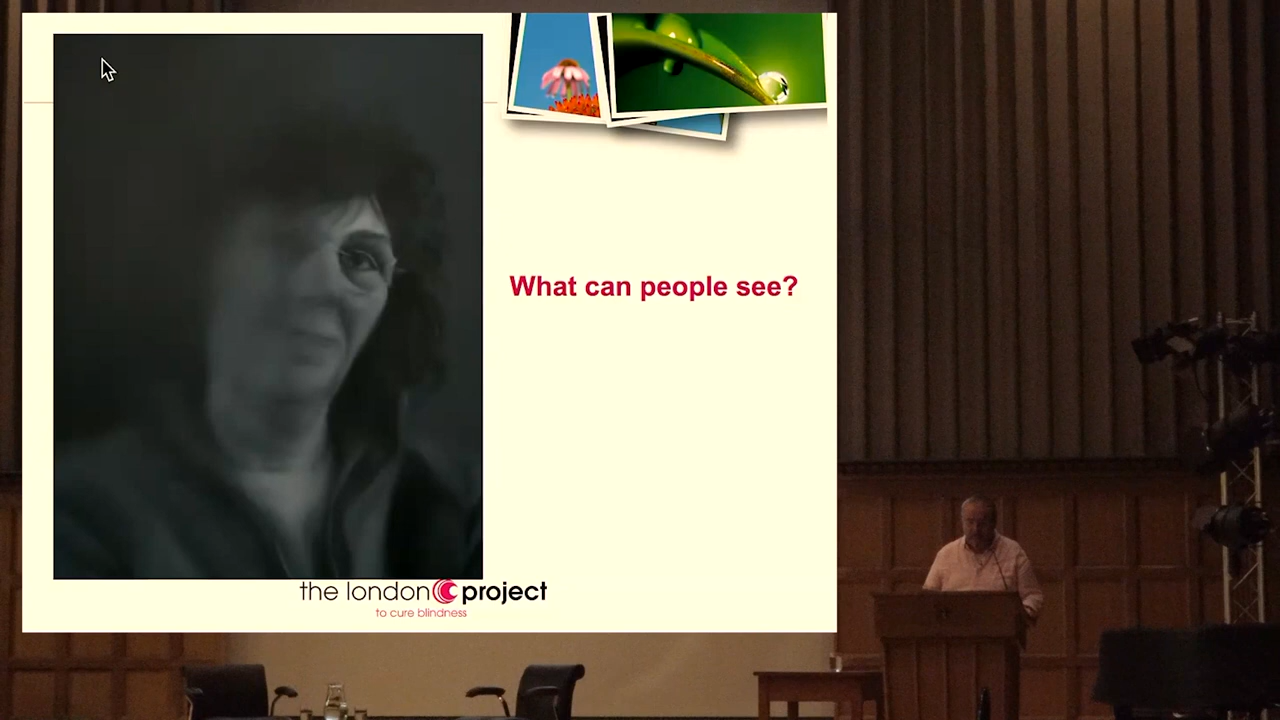 What can people see?
the london project
to cure blindness